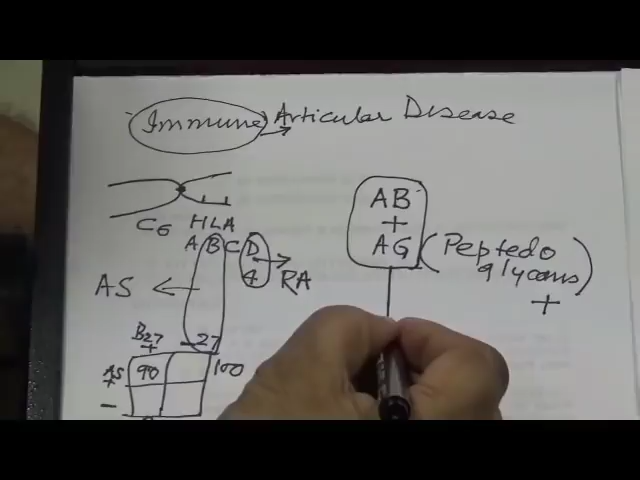 Immune Articular Disease
C6 HLA
A B C D
4
RA
AS
27
B27
+
AS
+
90
100
-
AB
+
AG (Peptedo
glycans)
+